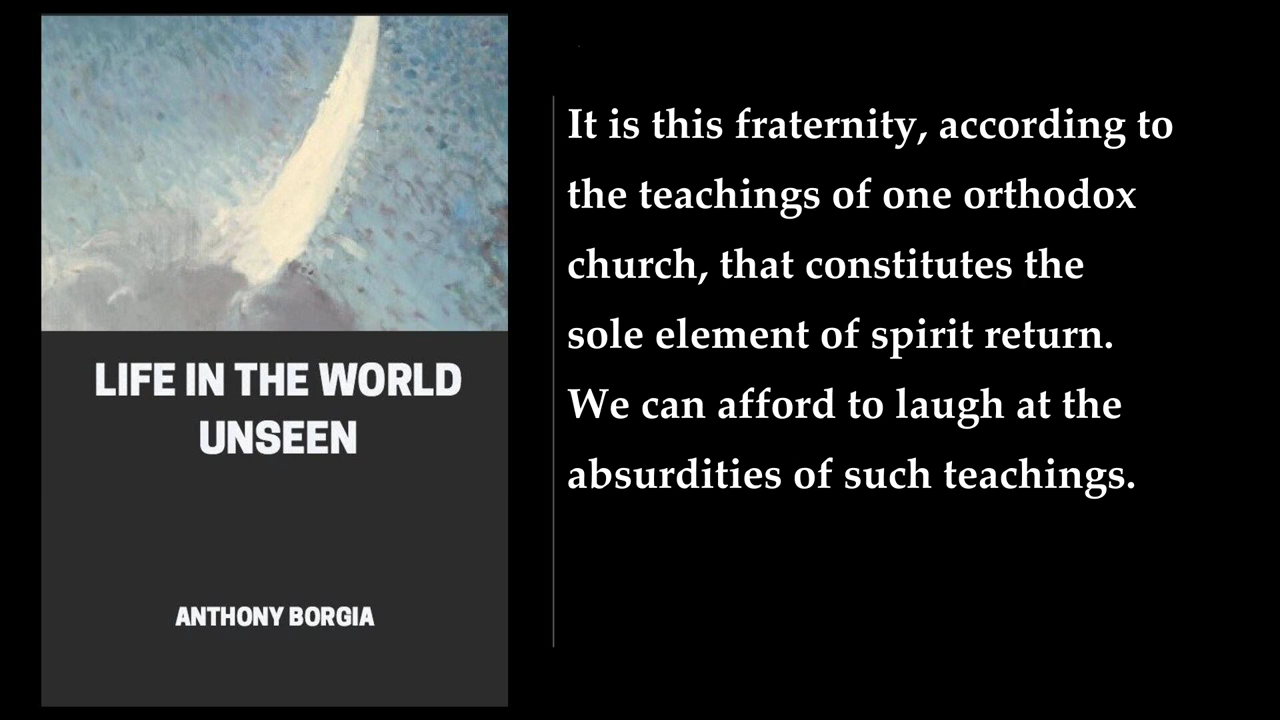 LIFE IN THE WORLD
UNSEEN
ANTHONY BORGIA
It is this fraternity, according to
the teachings of one orthodox
church, that constitutes the
sole element of spirit return.
We can afford to laugh at the
absurdities of such teachings.